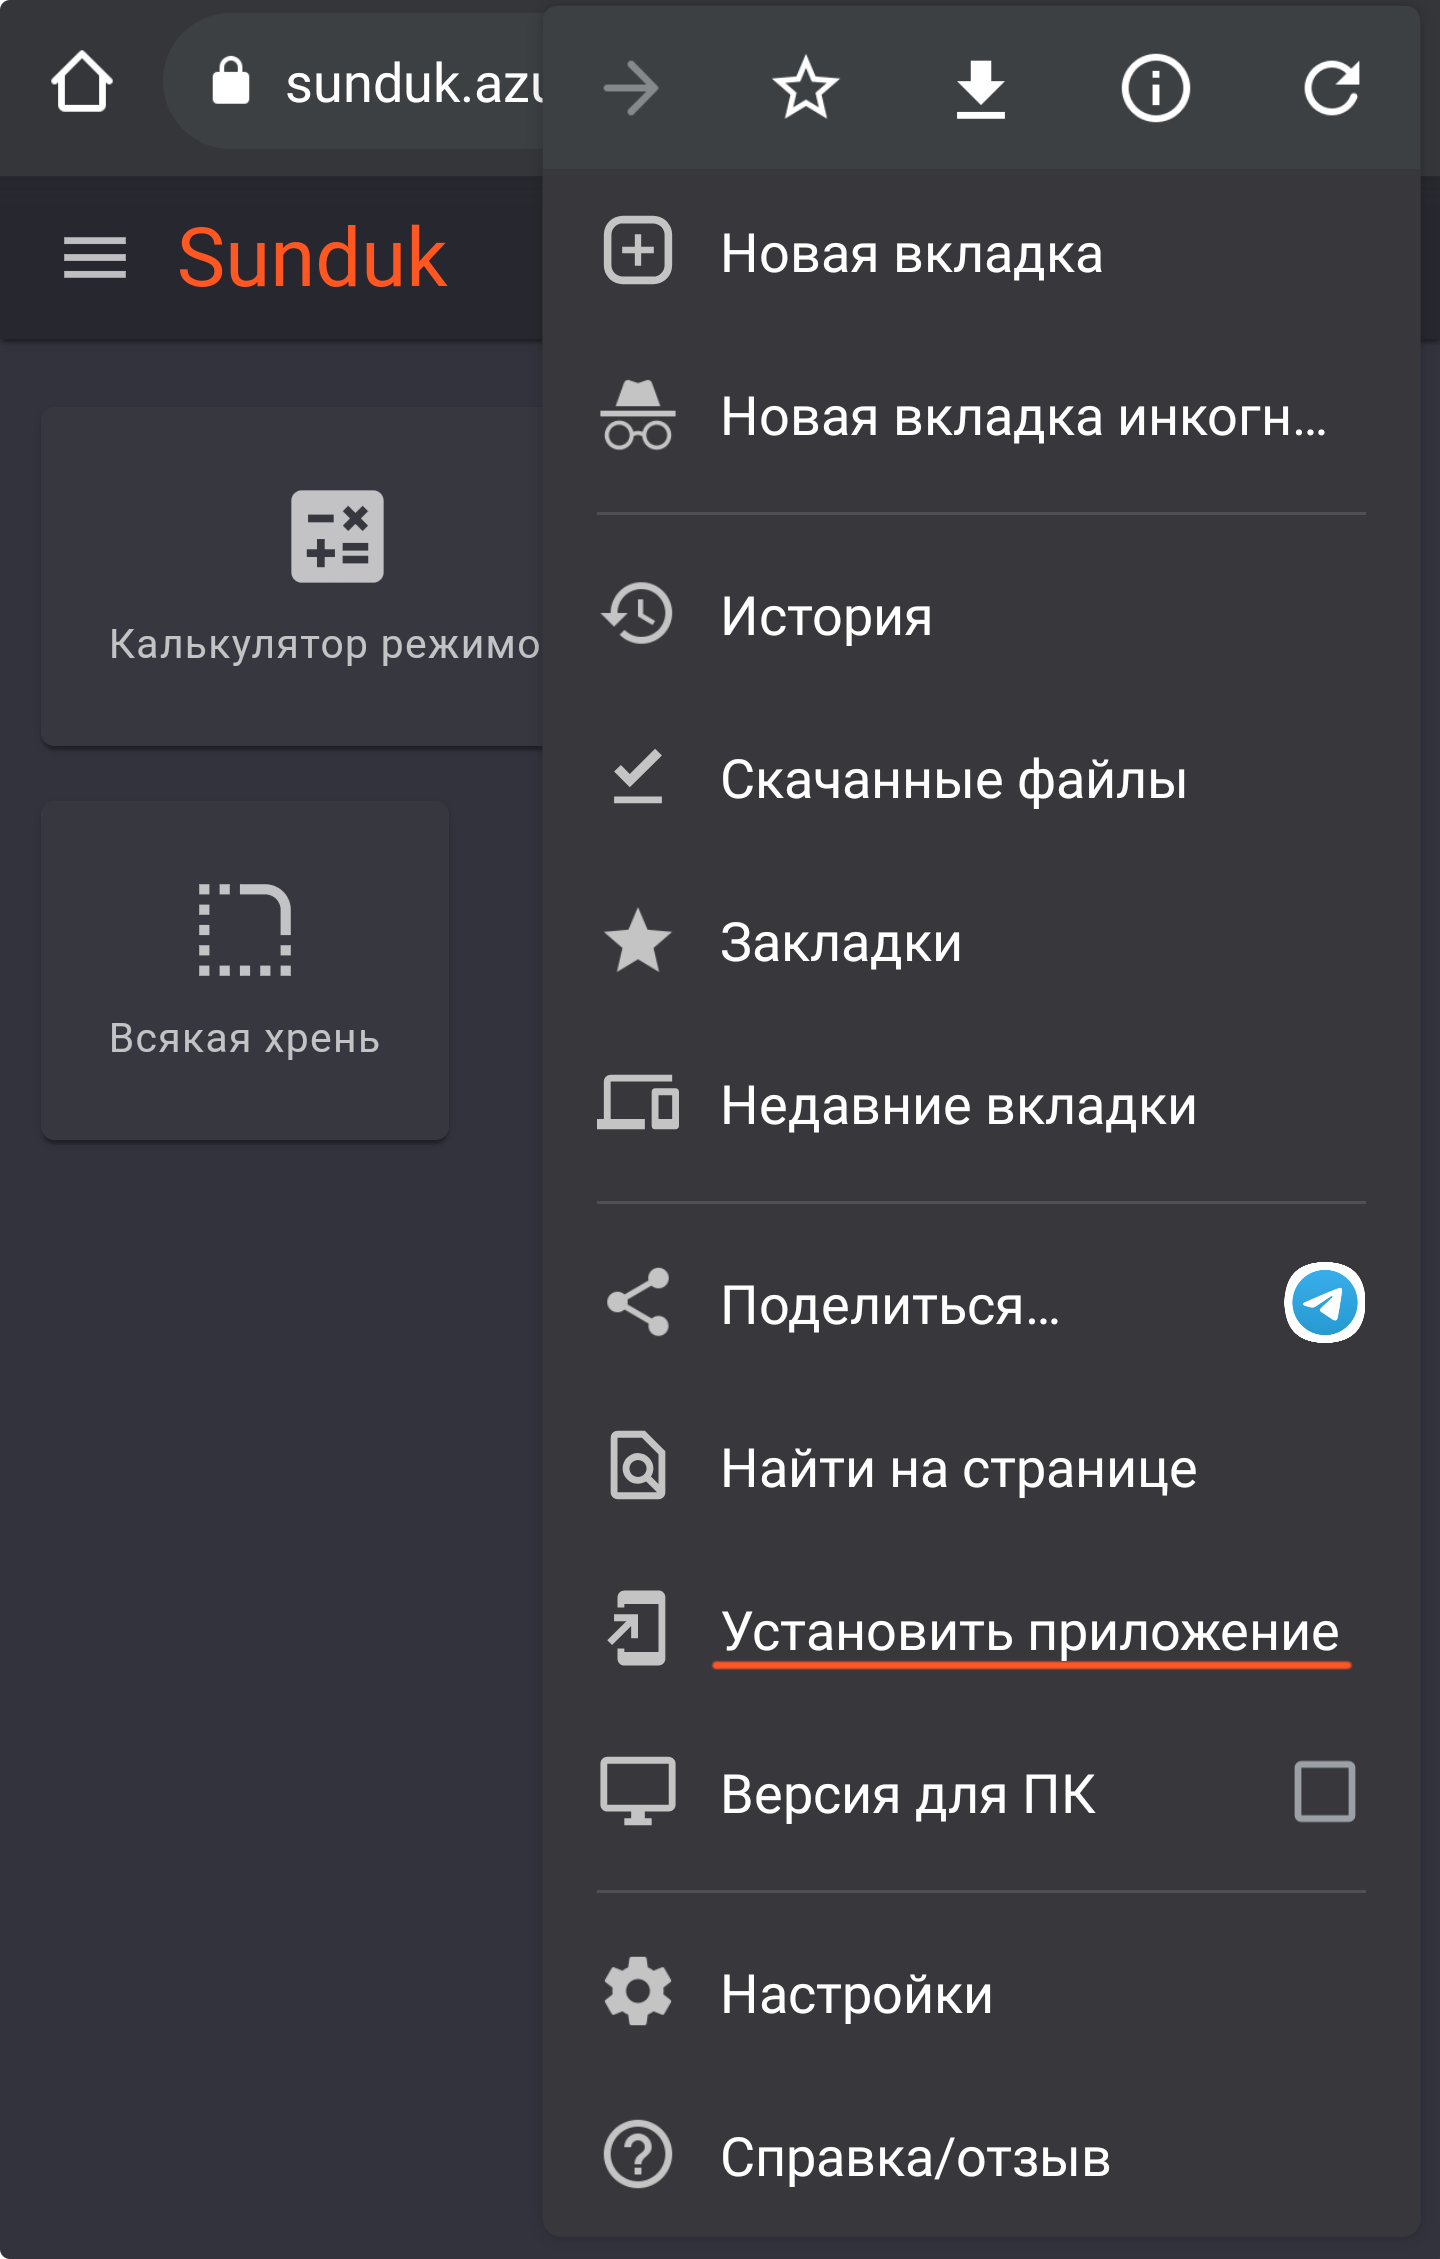 sunduk.azu
Sunduk
Калькулятор режимо
Всякая хрень
Новая вкладка
Новая вкладка инкогн...
История
Скачанные файлы
Закладки
Недавние вкладки
Поделиться...
Найти на странице
Установить приложение
Версия для ПК
Настройки
Справка/отзыв